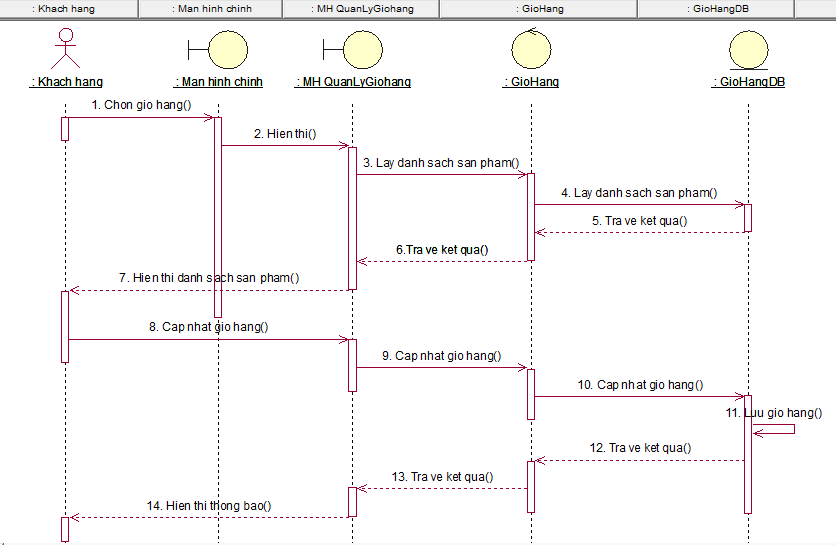 : Khach hang
: Man hinh chinh
: MH QuanLyGiohang
: GioHang
: GioHangDB
: Khach hang
: Man hinh chinh
: MH QuanLyGiohang
: GioHang
: GioHangDB
1. Chon gio hang()
2. Hien thi()
3. Lay danh sach san pham()
4. Lay danh sach san pham()
5. Tra ve ket qua()
6.Tra ve ket qua()
7. Hien thi danh sach san pham()
8. Cap nhat gio hang()
9. Cap nhat gio hang()
10. Cap nhat gio hang()
11. Luu gio hang()
12. Tra ve ket qua()
13. Tra ve ket qua()
14. Hien thi thong bao()